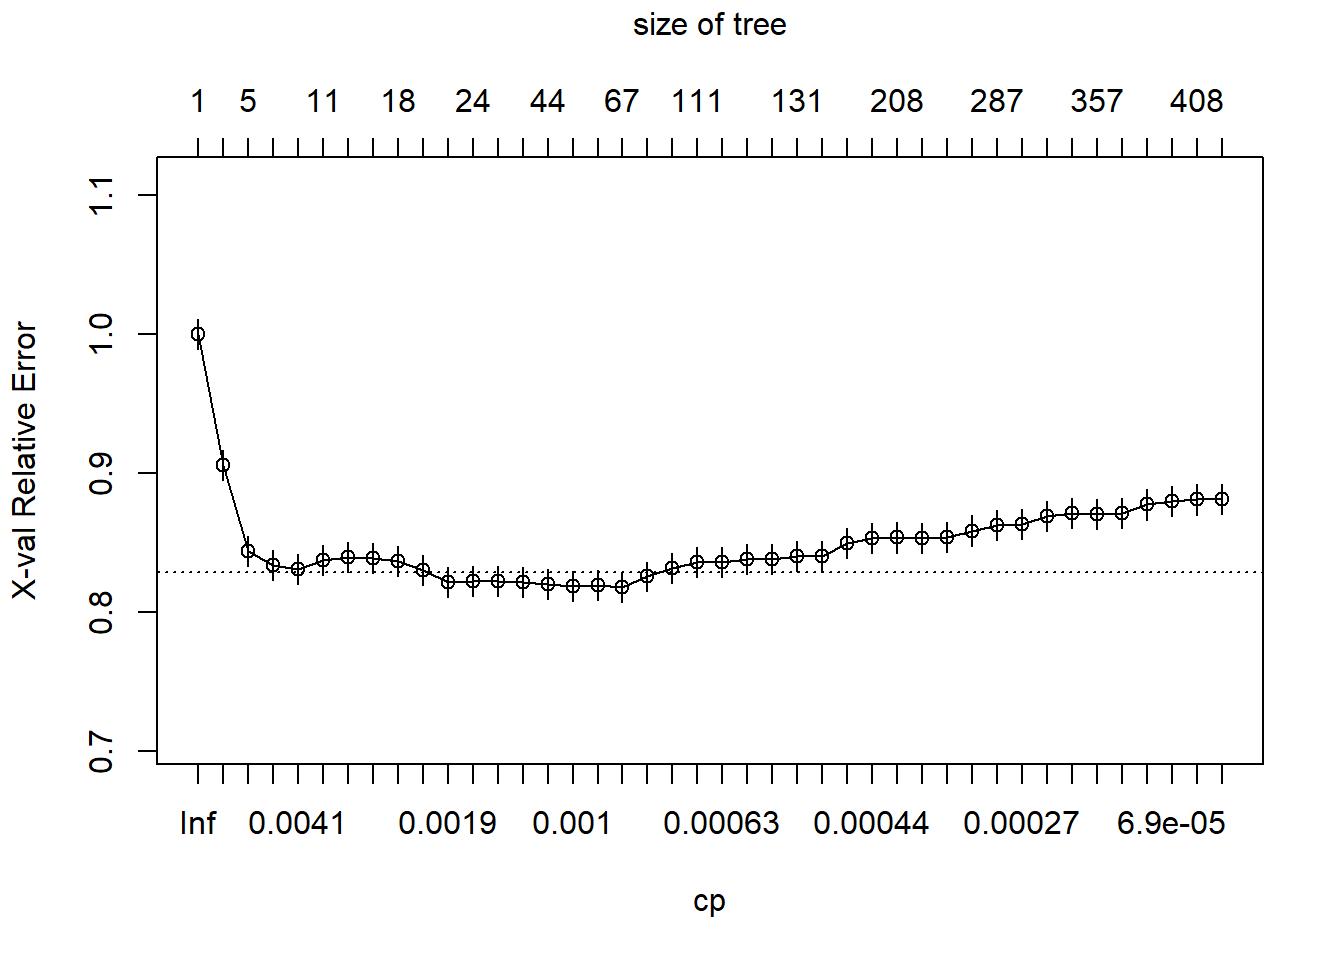 size of tree
1 5 11 18 24 44 67 111 131 208 287 357 408
1.1
1.0
0.9
0.8
0.7
X-val Relative Error
Inf 0.0041 0.0019 0.001 0.00063 0.00044 0.00027 6.9e-05
cp